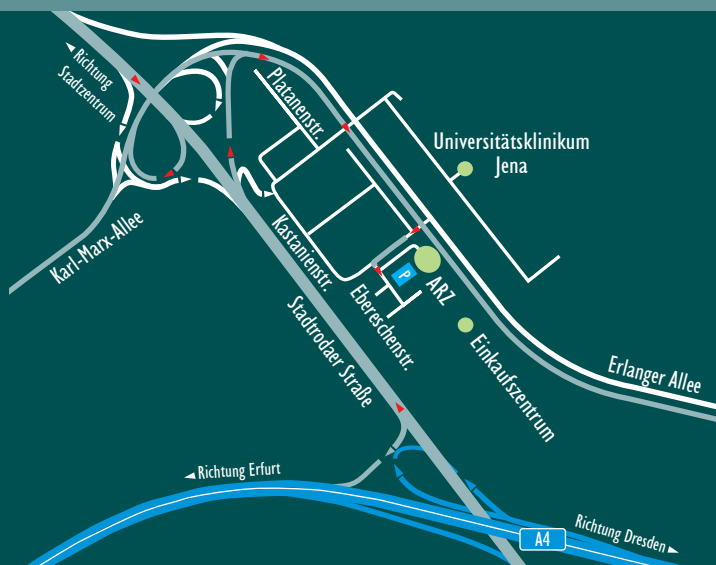 Richtung
Stadtzentrum
Platanenstr.
Universitätsklinikum
Jena
Karl-Marx-Allee
Kastanienstr.
Ebereschenstr.
P
ARZ
Stadtrodaer Straße
Einkaufszentrum
Erlanger Allee
Richtung Erfurt
A4
Richtung Dresden